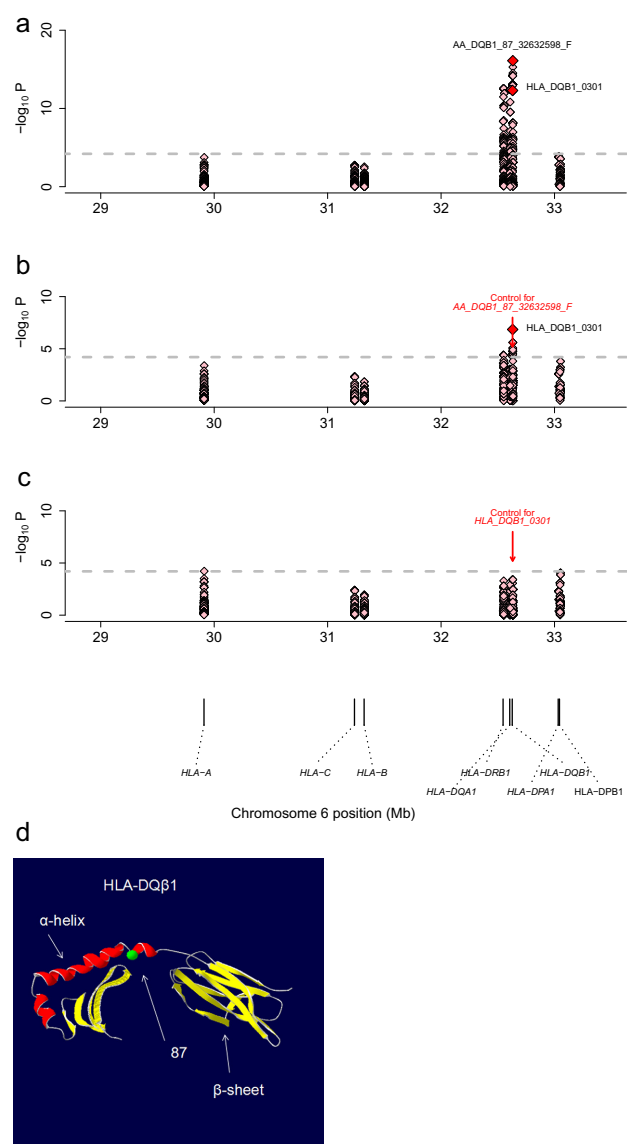 a
20
10
0
−log10 P
AA_DQB1_87_32632598_F
HLA_DQB1_0301
29 30 31 32 33
b
10
5
0
−log10 P
Control for
AA_DQB1_87_32632598_F
HLA_DQB1_0301
29 30 31 32 33
c
10
5
0
−log10 P
Control for
HLA_DQB1_0301
29 30 31 32 33
HLA−A HLA−C HLA−B HLA−DRB1 HLA−DQB1
HLA−DQA1 HLA−DPA1 HLA−DPB1
Chromosome 6 position (Mb)
d
HLA-DQβ1
α-helix
87
β-sheet